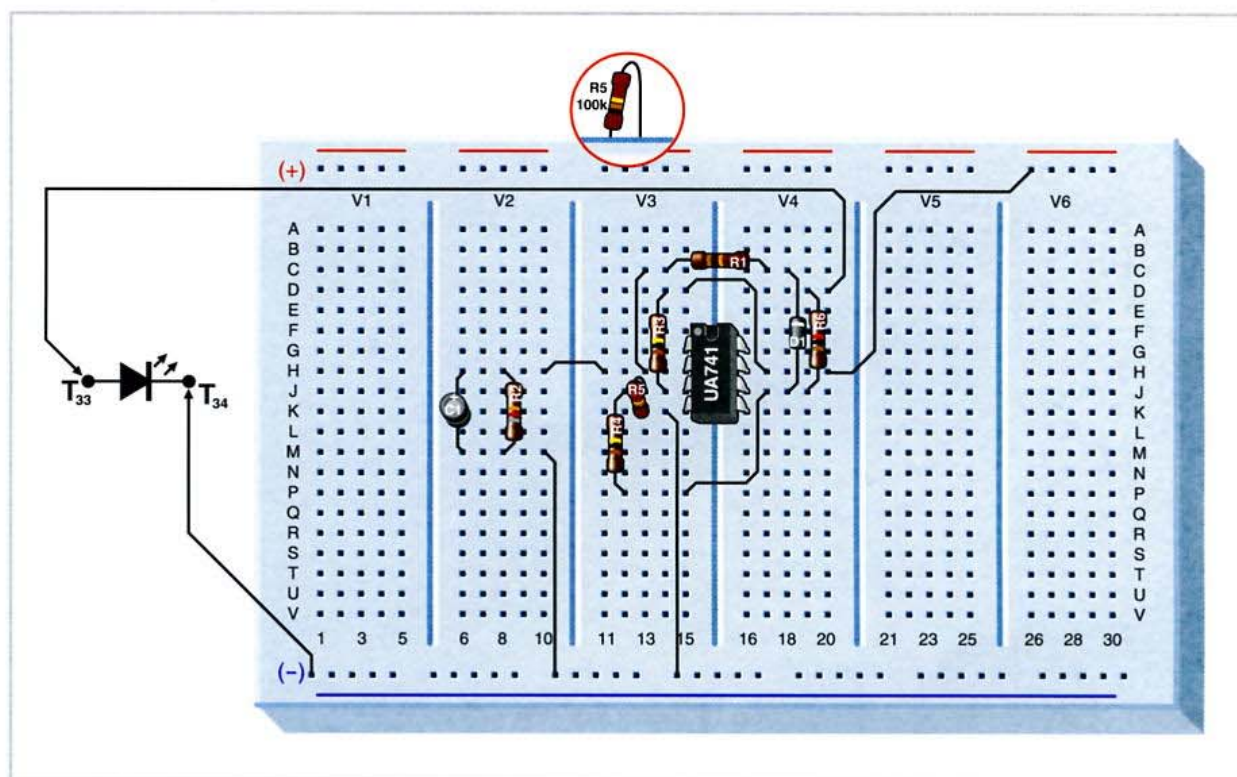 R5
100k
(+)
V1 V2 V3 V4 V5 V6
A A
B B
C R1 C
D D
E E
F R3 R6 F
G UA741 G
H H
T33 T34
J R5 J
K C1 R2 K
L R4 L
M M
N N
P P
Q Q
R R
S S
T T
U U
V V
1 3 5 6 8 10 11 13 15 16 18 20 21 23 25 26 28 30
(−)